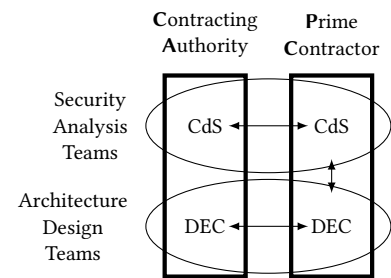 Contracting
Authority
Prime
Contractor
Security
Analysis
Teams
CdS
CdS
Architecture
Design
Teams
DEC
DEC